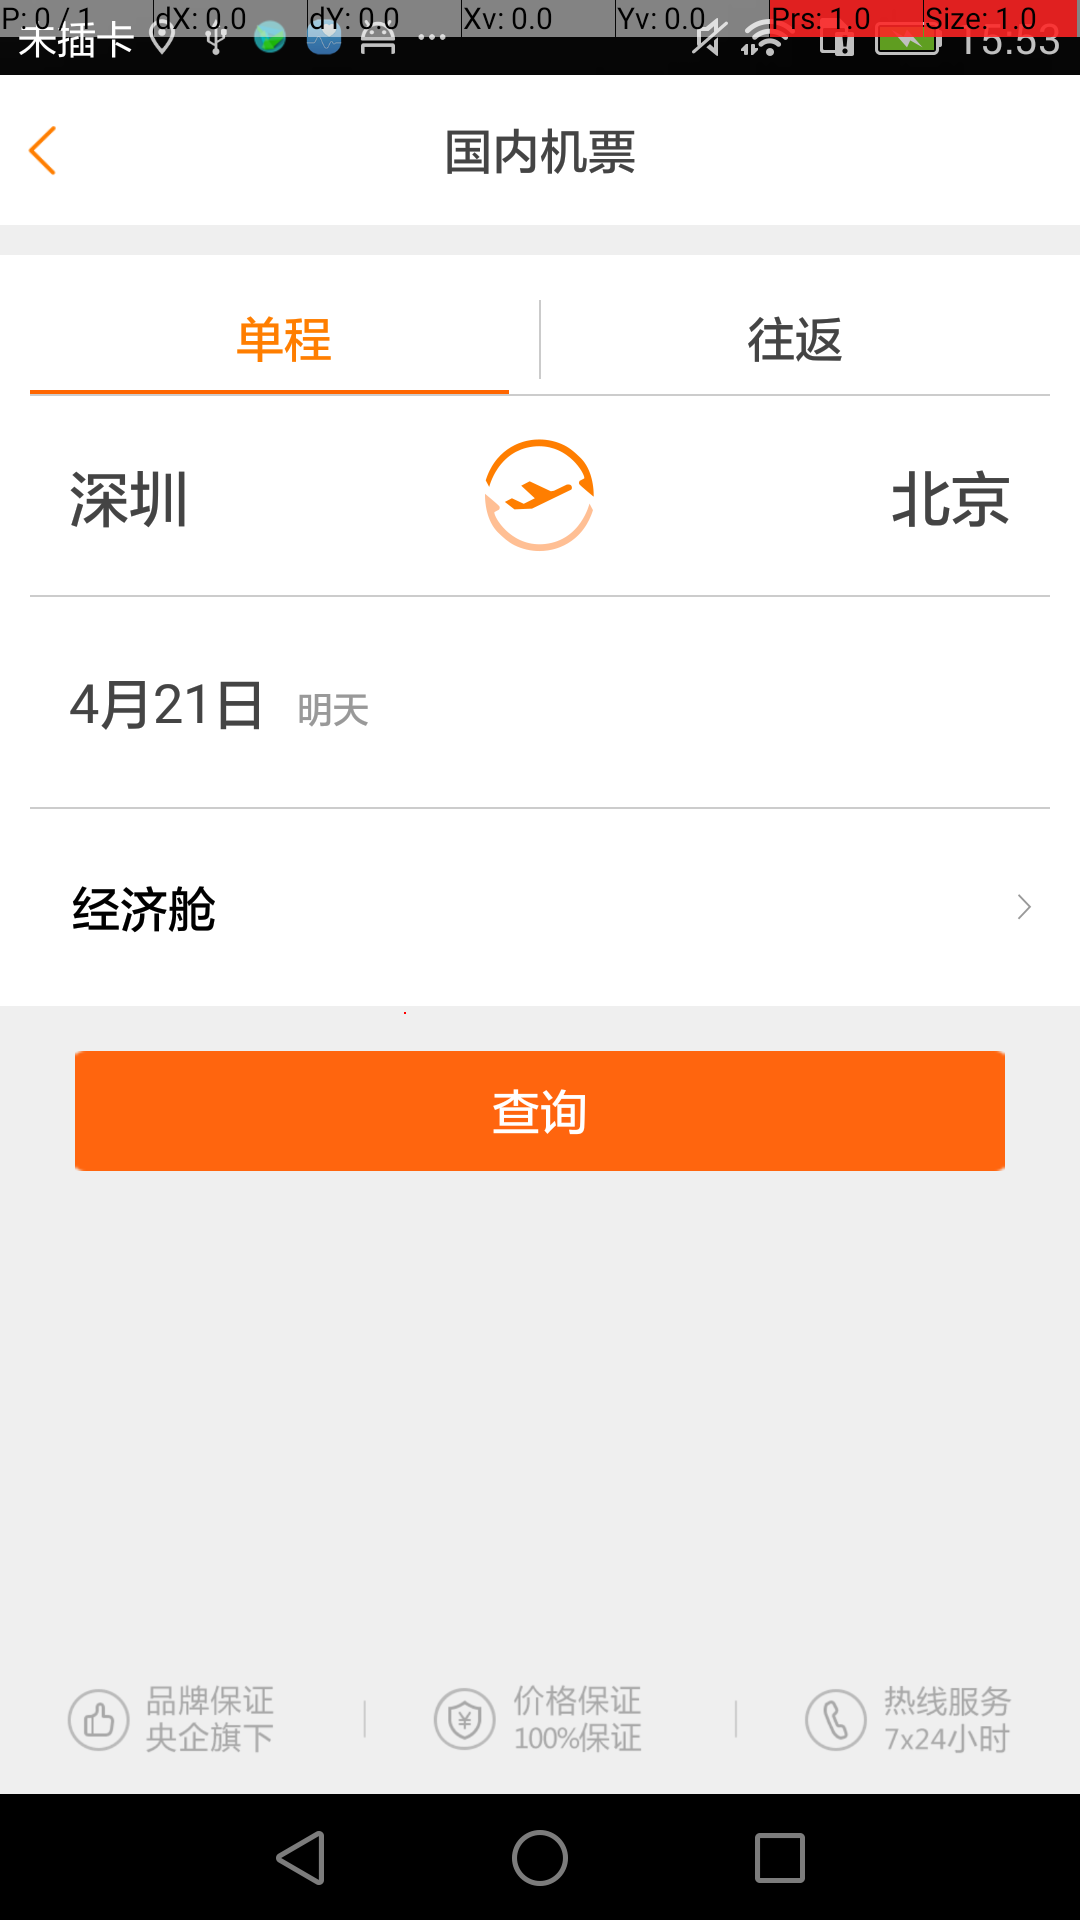 P: 0 / 1 dX: 0.0 dY: 0.0 Xv: 0.0 Yv: 0.0 Prs: 1.0 Size: 1.0
未插卡 15:53
国内机票
单程 往返
深圳 北京
4月21日 明天
经济舱
查询
品牌保证 价格保证 热线服务
央企旗下 100%保证 7x24小时